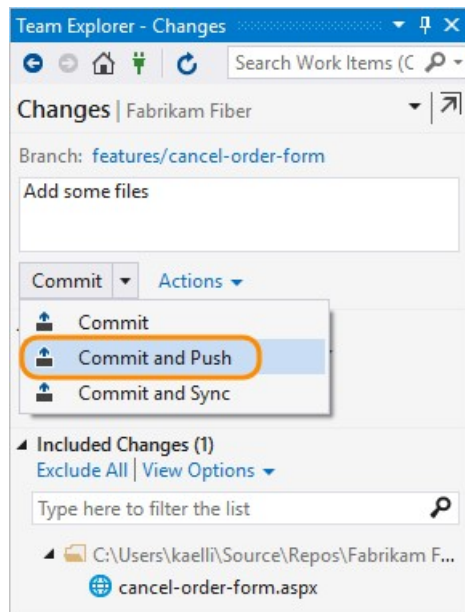 Team Explorer - Changes
Search Work Items (C
Changes | Fabrikam Fiber
Branch: features/cancel-order-form
Add some files
Commit Actions
Commit
Commit and Push
Commit and Sync
Included Changes (1)
Exclude All | View Options
Type here to filter the list
C:\Users\kaelli\Source\Repos\Fabrikam F...
cancel-order-form.aspx